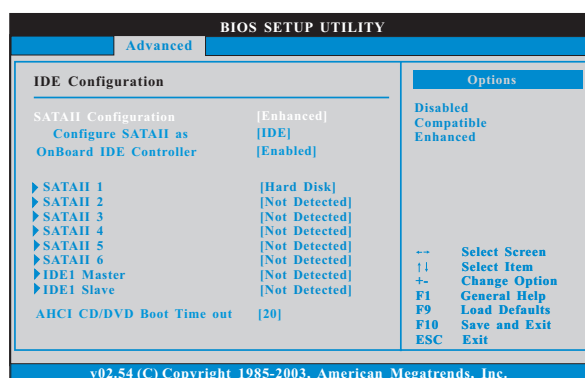 BIOS SETUP UTILITY
Advanced
IDE Configuration
SATAII Configuration [Enhanced]
Configure SATAII as [IDE]
OnBoard IDE Controller [Enabled]
SATAII 1 [Hard Disk]
SATAII 2 [Not Detected]
SATAII 3 [Not Detected]
SATAII 4 [Not Detected]
SATAII 5 [Not Detected]
SATAII 6 [Not Detected]
IDE1 Master [Not Detected]
IDE1 Slave [Not Detected]
AHCI CD/DVD Boot Time out [20]
Options
Disabled
Compatible
Enhanced
←→ Select Screen
↑↓ Select Item
+- Change Option
F1 General Help
F9 Load Defaults
F10 Save and Exit
ESC Exit
v02.54 (C) Copyright 1985-2003, American Megatrends, Inc.